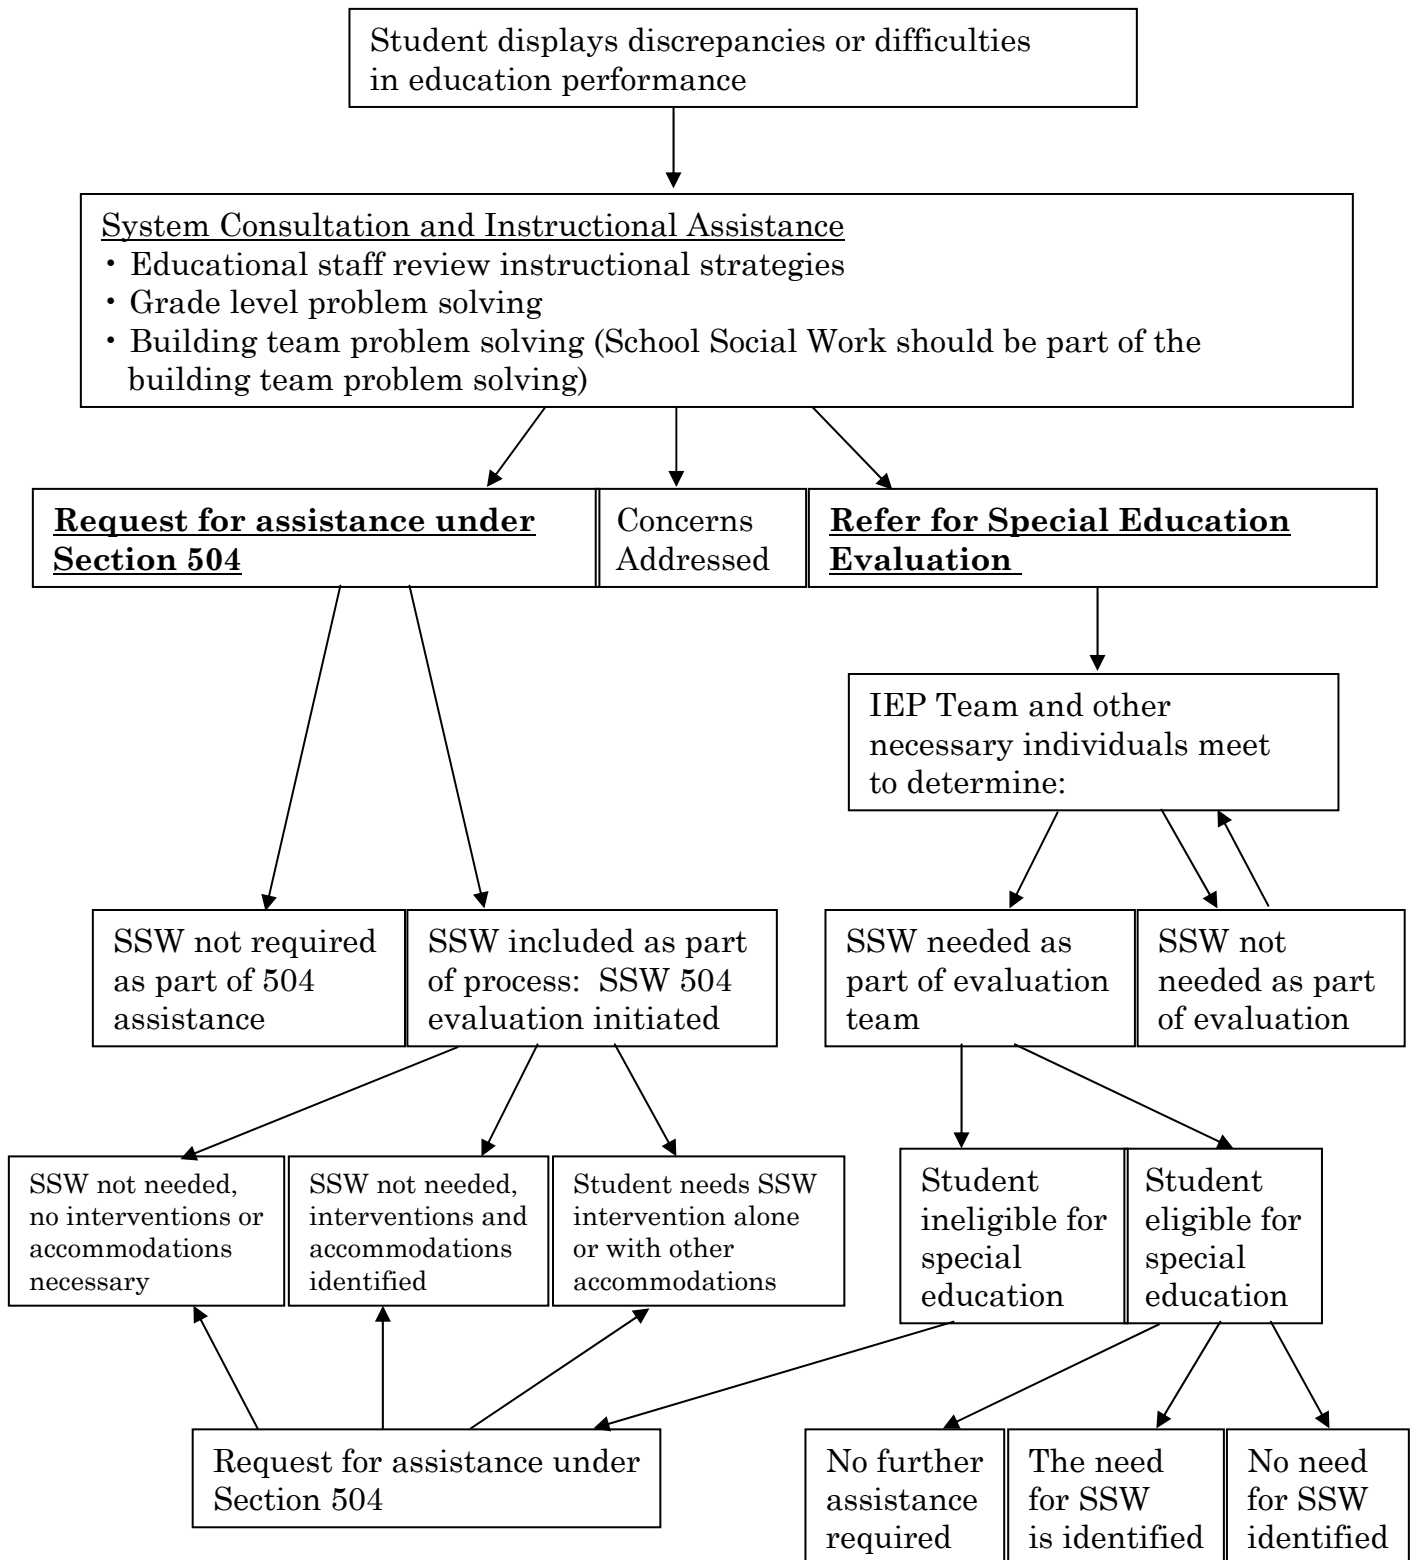 Student displays discrepancies or difficulties
in education performance
System Consultation and Instructional Assistance
· Educational staff review instructional strategies
· Grade level problem solving
· Building team problem solving (School Social Work should be part of the
building team problem solving)
Request for assistance under
Section 504
Concerns
Addressed
Refer for Special Education
Evaluation
IEP Team and other
necessary individuals meet
to determine:
SSW not required
as part of 504
assistance
SSW included as part
of process:  SSW 504
evaluation initiated
SSW needed as
part of evaluation
team
SSW not
needed as part
of evaluation
SSW not needed,
no interventions or
accommodations
necessary
SSW not needed,
interventions and
accommodations
identified
Student needs SSW
intervention alone
or with other
accommodations
Student
ineligible for
special
education
Student
eligible for
special
education
Request for assistance under
Section 504
No further
assistance
required
The need
for SSW
is identified
No need
for SSW
identified